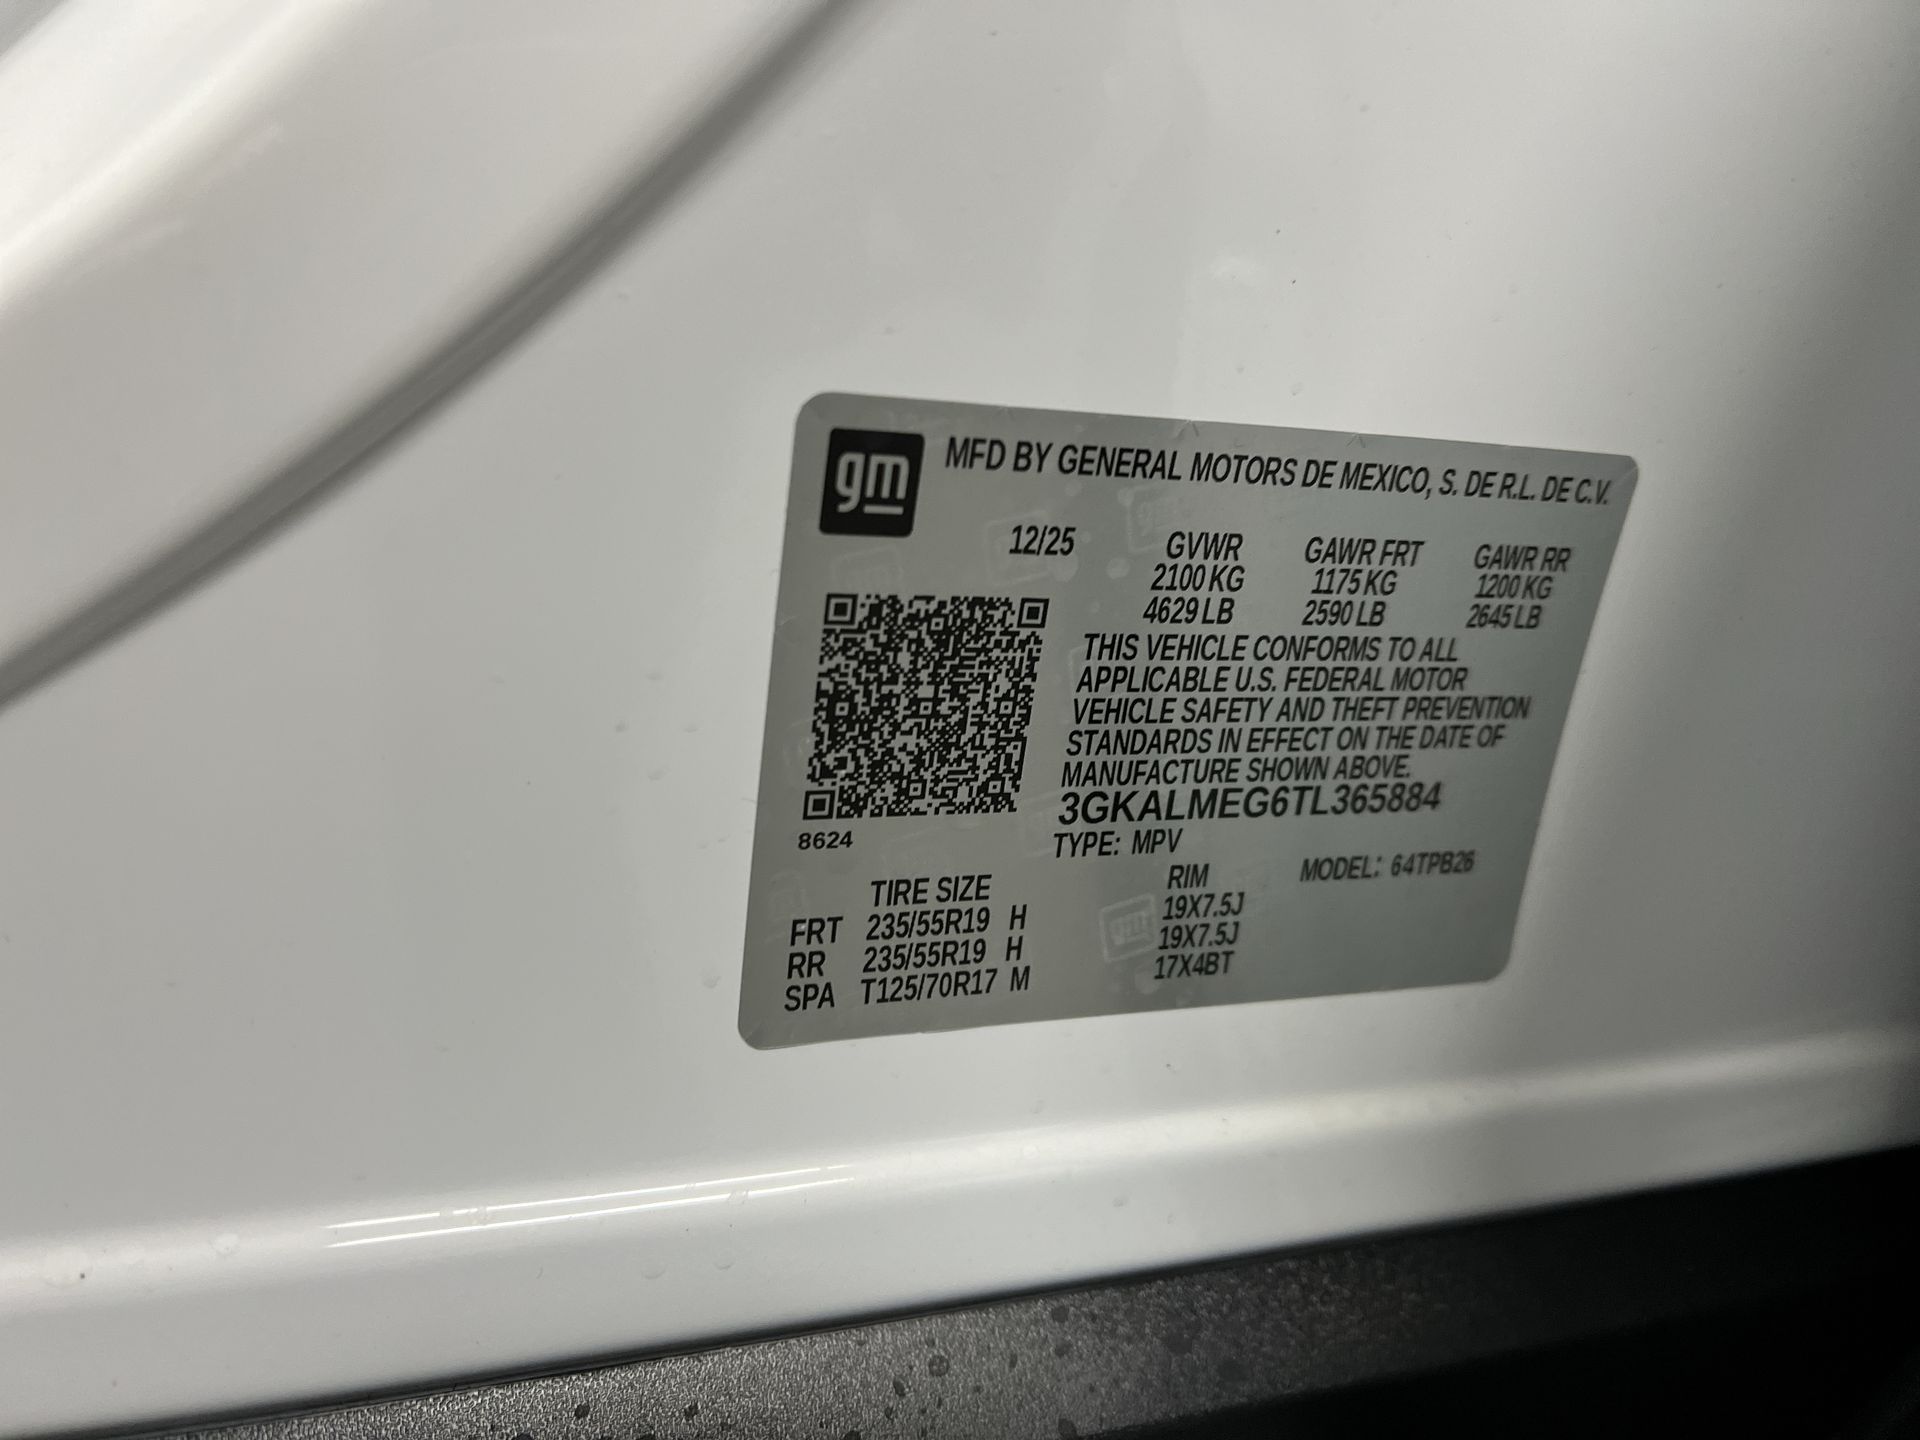 gm
MFD BY GENERAL MOTORS DE MEXICO, S. DE R.L. DE C.V.
12/25 GVWR GAWR FRT GAWR RR
2100 KG 1175 KG 1200 KG
4629 LB 2590 LB 2645 LB
THIS VEHICLE CONFORMS TO ALL
APPLICABLE U.S. FEDERAL MOTOR
VEHICLE SAFETY AND THEFT PREVENTION
STANDARDS IN EFFECT ON THE DATE OF
MANUFACTURE SHOWN ABOVE.
3GKALMEG6TL365884
8624
TYPE: MPV
MODEL: 64TPB26
TIRE SIZE RIM
FRT 235/55R19 H 19X7.5J
RR 235/55R19 H 19X7.5J
SPA T125/70R17 M 17X4BT